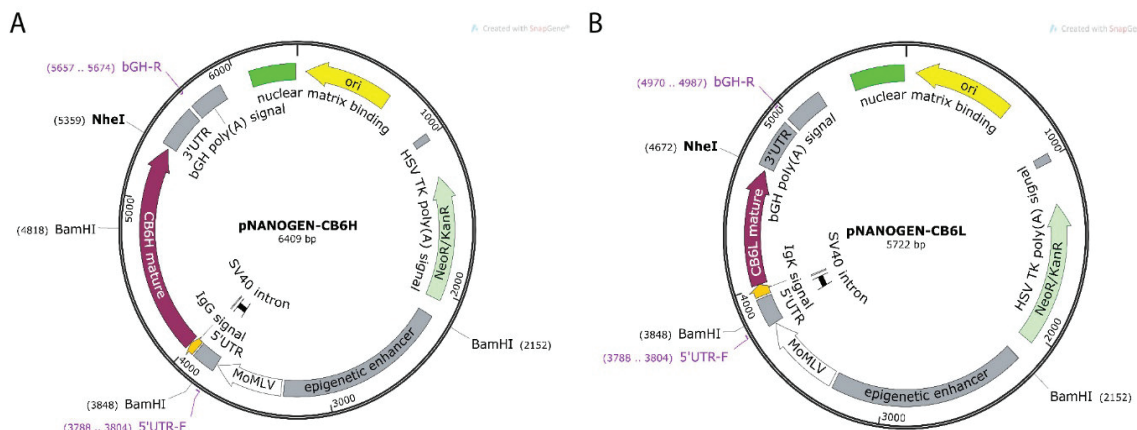 A
Created with SnapGene®
(5657 .. 5674) bGH-R
6000
ori
nuclear matrix binding
1000
(5359) NheI
3'UTR
bGH poly(A) signal
HSV TK poly(A) signal
5000
CB6H mature
pNANOGEN-CB6H
6409 bp
NeoR/KanR
(4818) BamHI
SV40 intron
IgG signal
5'UTR
2000
BamHI (2152)
4000
MoMLV
epigenetic enhancer
(3848) BamHI
3000
(3788 .. 3804) 5'UTR-F
B
Created with SnapGene®
(4970 .. 4987) bGH-R
5000
ori
nuclear matrix binding
1000
(4672) NheI
3'UTR
bGH poly(A) signal
HSV TK poly(A) signal
CB6L mature
pNANOGEN-CB6L
5722 bp
NeoR/KanR
IgK signal
SV40 intron
5'UTR
4000
(3848) BamHI
2000
(3788 .. 3804) 5'UTR-F
MoMLV
epigenetic enhancer
BamHI (2152)
3000